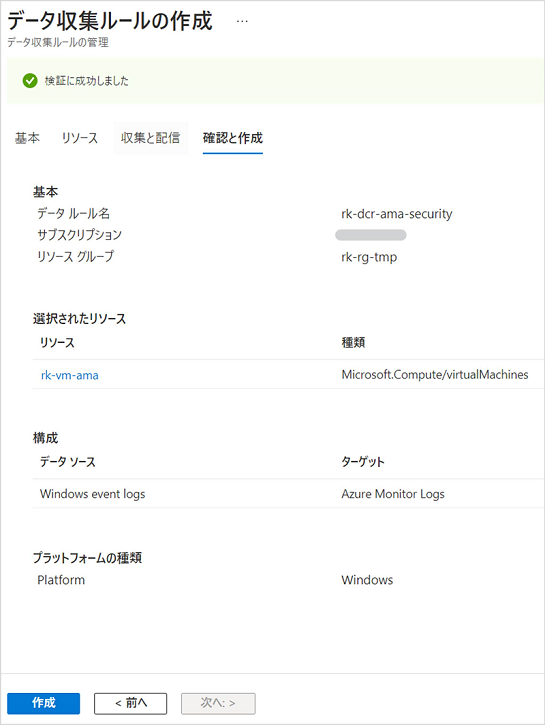 データ収集ルールの作成 …
データ収集ルールの管理
検証に成功しました
基本 リソース 収集と配信 確認と作成
基本
データ ルール名 rk-dcr-ama-security
サブスクリプション
リソース グループ rk-rg-tmp
選択されたリソース
リソース 種類
rk-vm-ama Microsoft.Compute/virtualMachines
構成
データ ソース ターゲット
Windows event logs Azure Monitor Logs
プラットフォームの種類
Platform Windows
作成 < 前へ 次へ: >